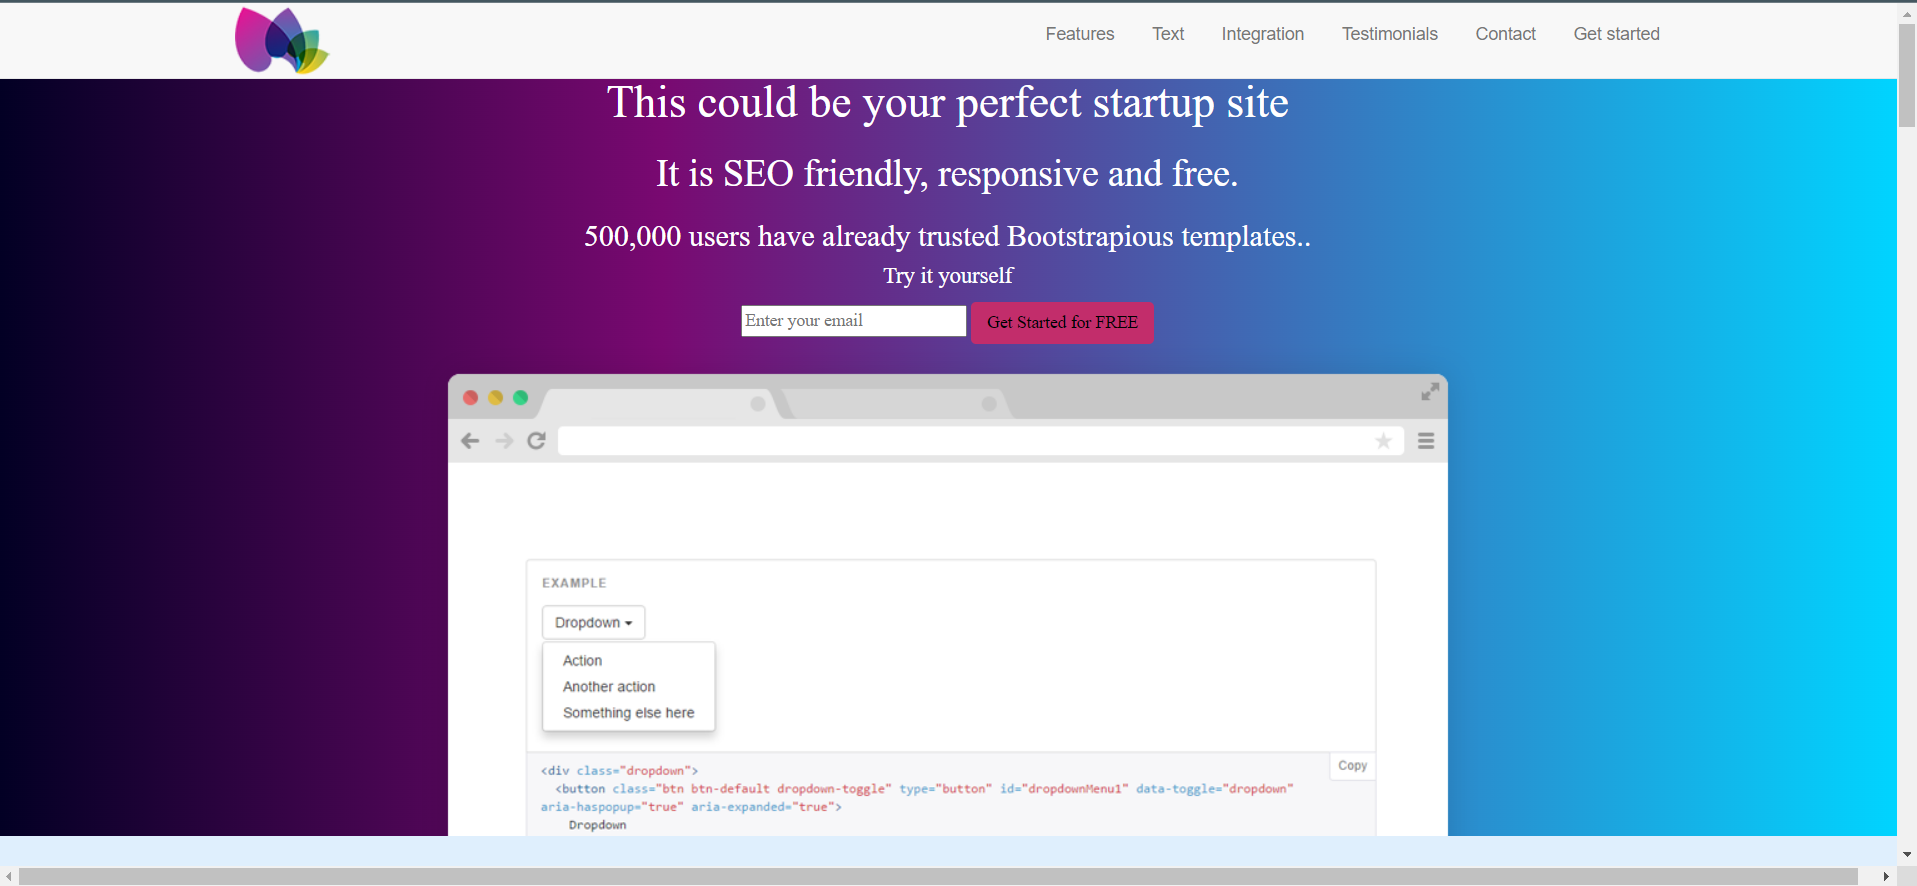 Features Text Integration Testimonials Contact Get started
This could be your perfect startup site
It is SEO friendly, responsive and free.
500,000 users have already trusted Bootstrapious templates..
Try it yourself
Enter your email Get Started for FREE
EXAMPLE
Dropdown
Action
Another action
Something else here
Copy
<div class="dropdown">
<button class="btn btn-default dropdown-toggle" type="button" id="dropdownMenu1" data-toggle="dropdown"
aria-haspopup="true" aria-expanded="true">
Dropdown